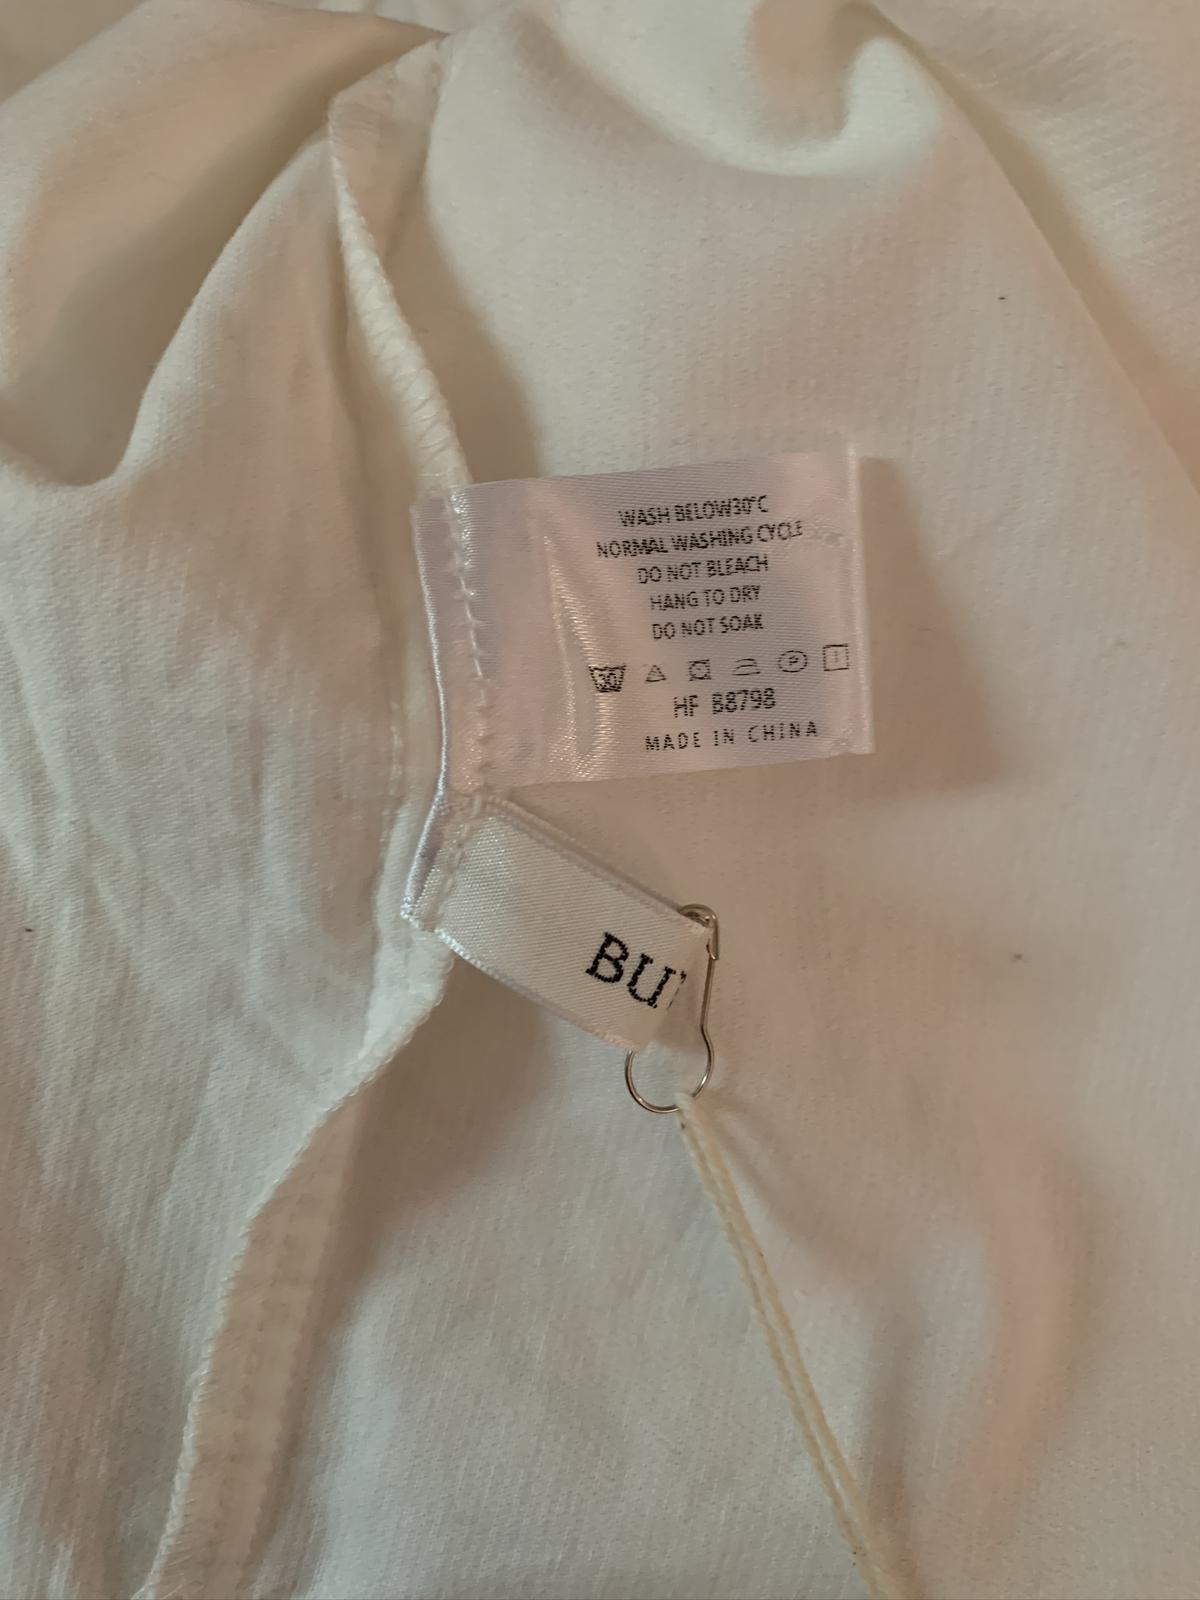 WASH BELOW30°C
NORMAL WASHING CYCLE
DO NOT BLEACH
HANG TO DRY
DO NOT SOAK
30 P
HF B8798
MADE IN CHINA
BU